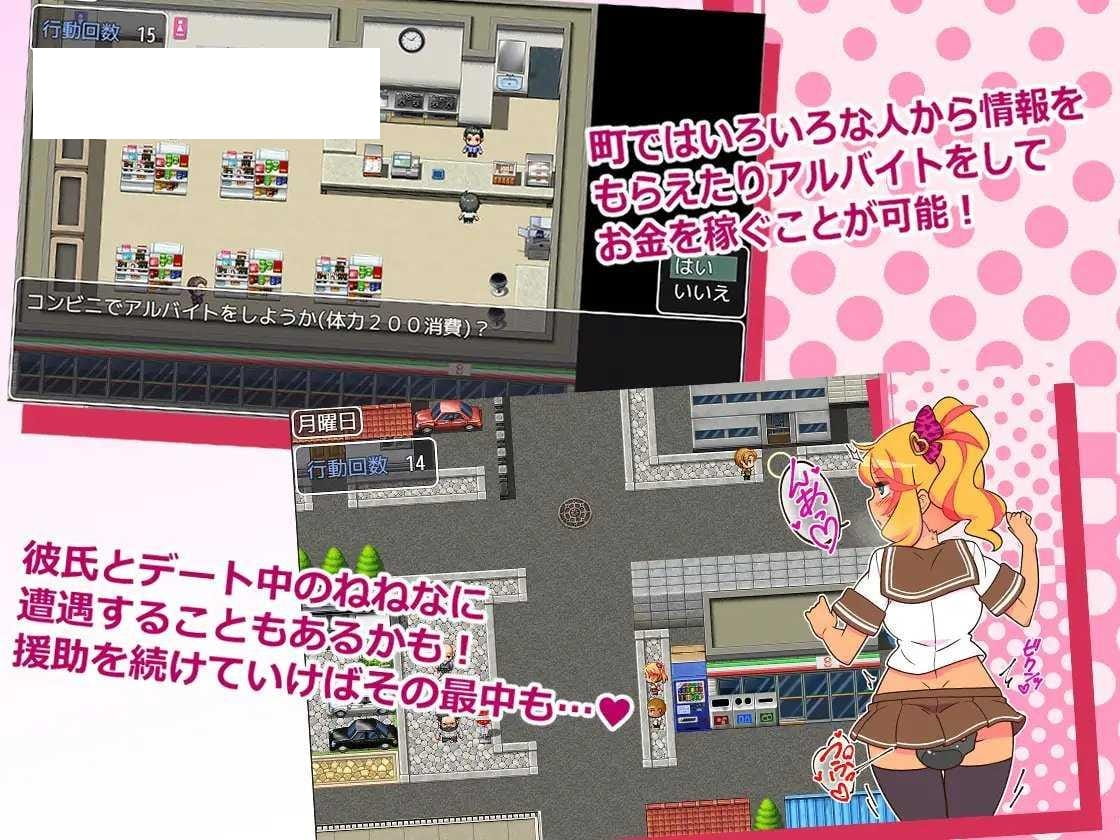 行動回数 15
町ではいろいろな人から情報を
もらえたりアルバイトをして
お金を稼ぐことが可能！
はい
いいえ
コンビニでアルバイトをしようか(体力２００消費)？
月曜日
行動回数 14
彼氏とデート中のねねなに
遭遇することもあるかも！
援助を続けていけばその最中も…♥